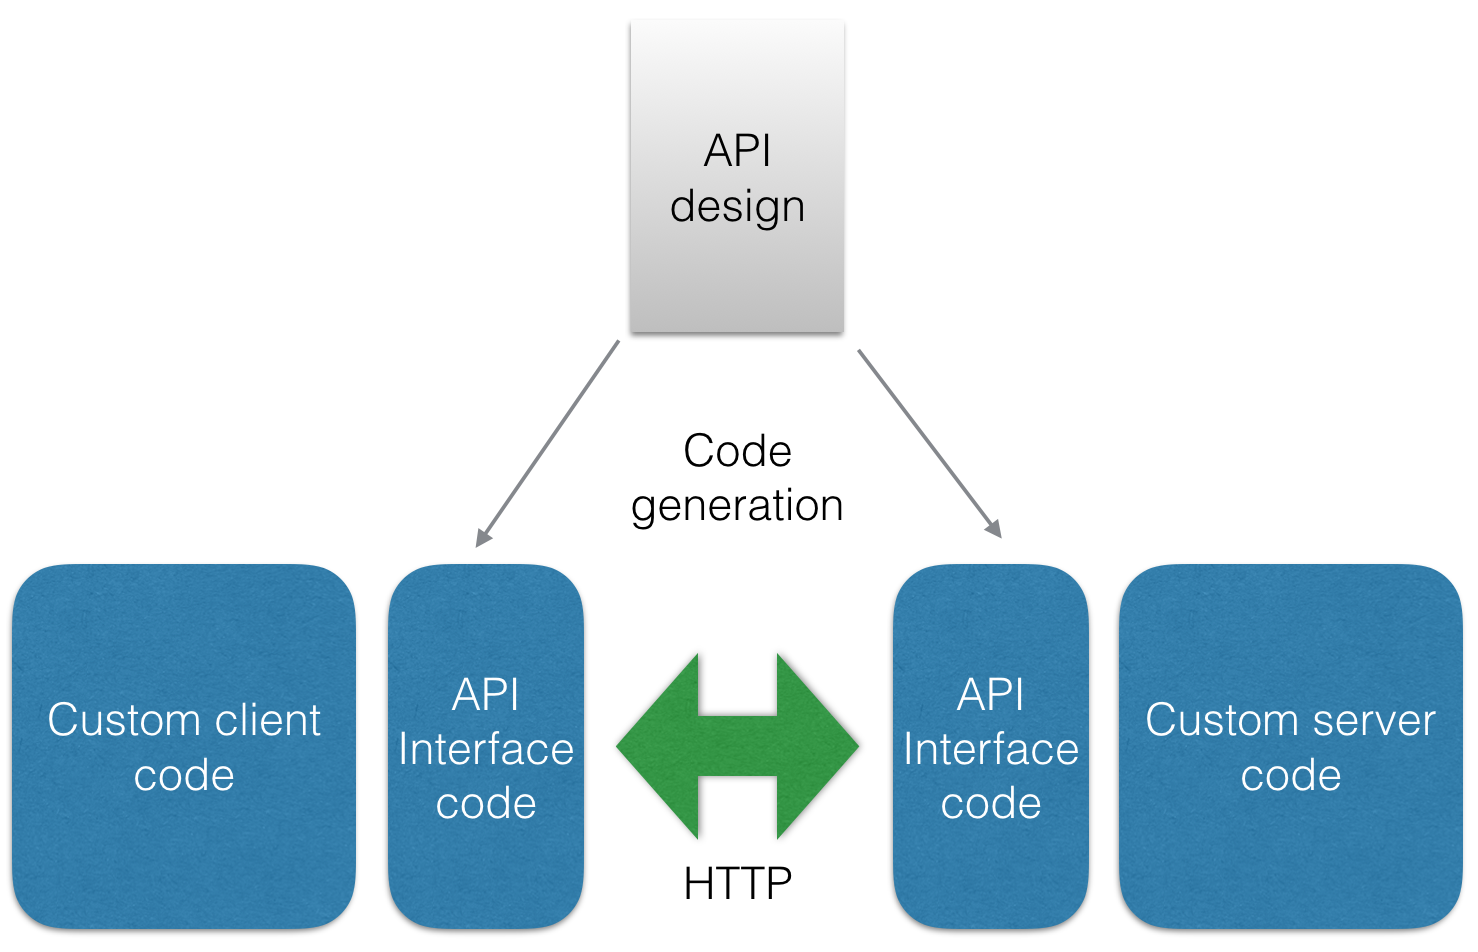 API
design
Code
generation
Custom client
code
API
Interface
code
HTTP
API
Interface
code
Custom server
code